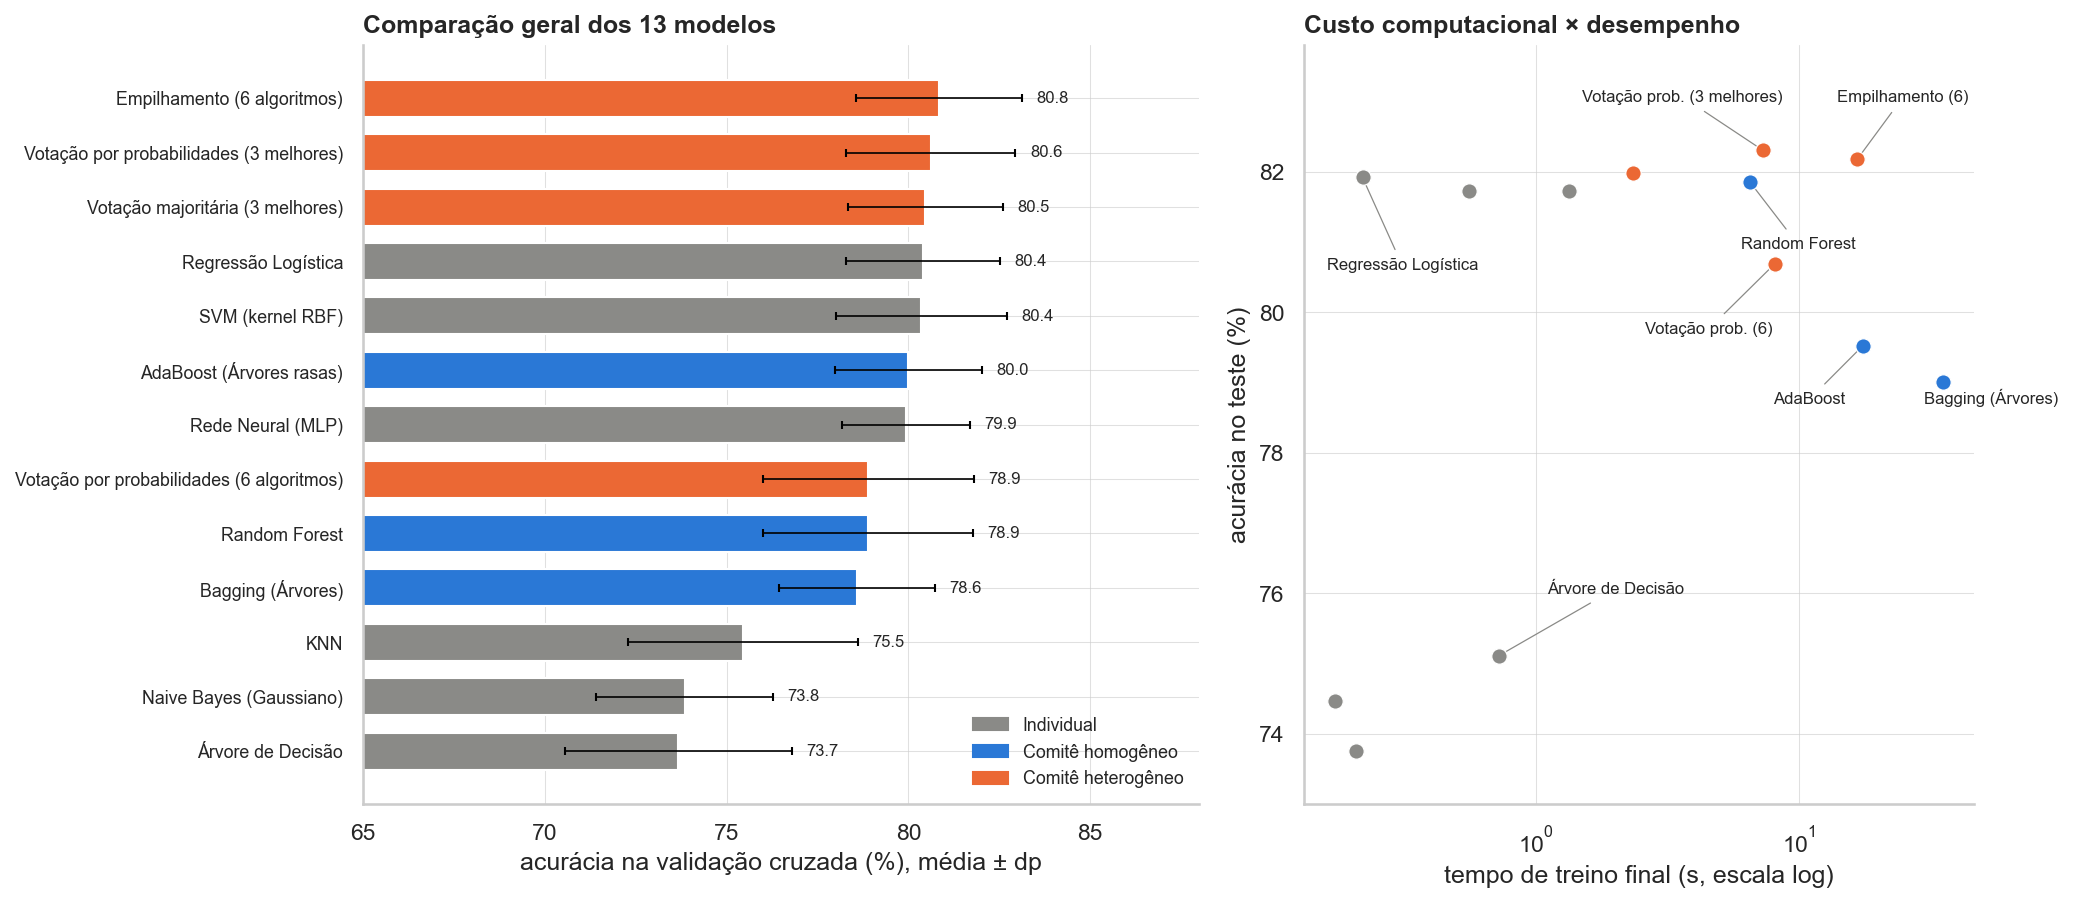 Comparação geral dos 13 modelos
Empilhamento (6 algoritmos)
80.8
Votação por probabilidades (3 melhores)
80.6
Votação majoritária (3 melhores)
80.5
Regressão Logística
80.4
SVM (kernel RBF)
80.4
AdaBoost (Árvores rasas)
80.0
Rede Neural (MLP)
79.9
Votação por probabilidades (6 algoritmos)
78.9
Random Forest
78.9
Bagging (Árvores)
78.6
KNN
75.5
Naive Bayes (Gaussiano)
73.8
Árvore de Decisão
73.7
Individual
Comitê homogêneo
Comitê heterogêneo
65 70 75 80 85
acurácia na validação cruzada (%), média ± dp
Custo computacional × desempenho
acurácia no teste (%)
82
80
78
76
74
Votação prob. (3 melhores)
Empilhamento (6)
Random Forest
Regressão Logística
Votação prob. (6)
AdaBoost
Bagging (Árvores)
Árvore de Decisão
10⁰ 10¹
tempo de treino final (s, escala log)